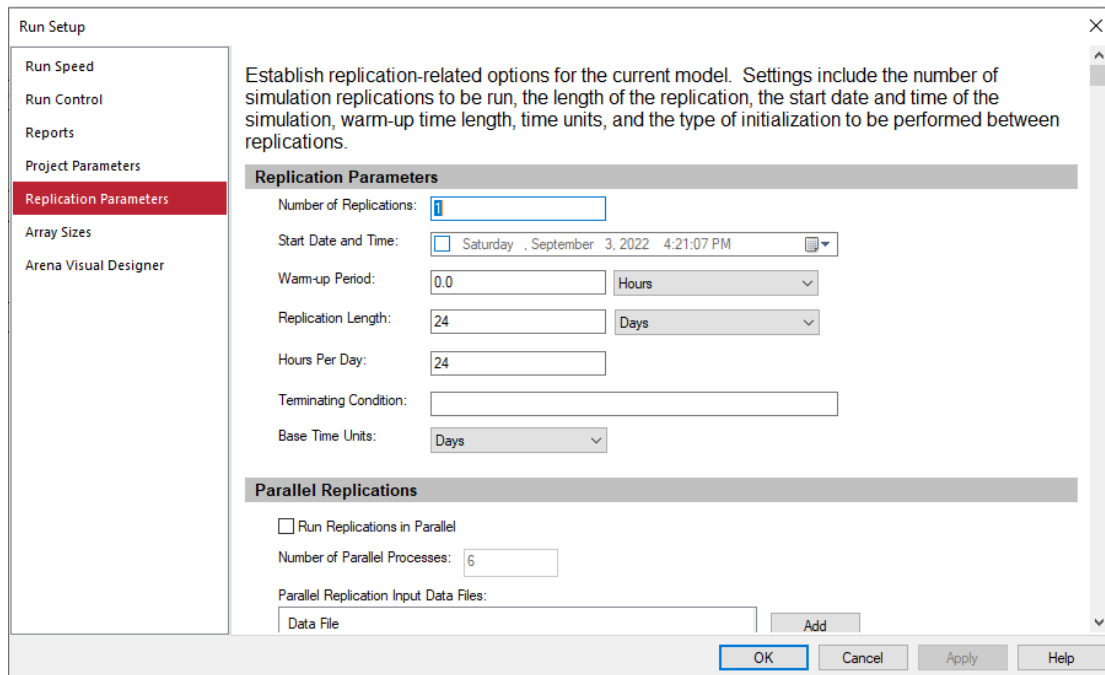 Run Setup
Run Speed
Run Control
Reports
Project Parameters
Replication Parameters
Array Sizes
Arena Visual Designer
Establish replication-related options for the current model. Settings include the number of
simulation replications to be run, the length of the replication, the start date and time of the
simulation, warm-up time length, time units, and the type of initialization to be performed between
replications.
Replication Parameters
Number of Replications: 1
Start Date and Time: Saturday , September 3, 2022 4:21:07 PM
Warm-up Period: 0.0 Hours
Replication Length: 24 Days
Hours Per Day: 24
Terminating Condition:
Base Time Units: Days
Parallel Replications
Run Replications in Parallel
Number of Parallel Processes: 6
Parallel Replication Input Data Files:
Data File Add
OK Cancel Apply Help